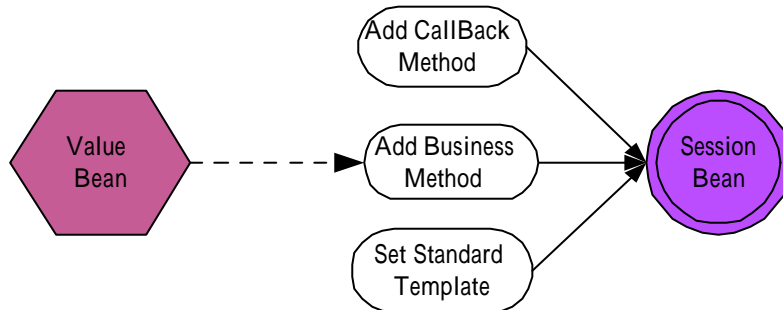 Add CallBack
Method
Value
Bean
Add Business
Method
Session
Bean
Set Standard
Template